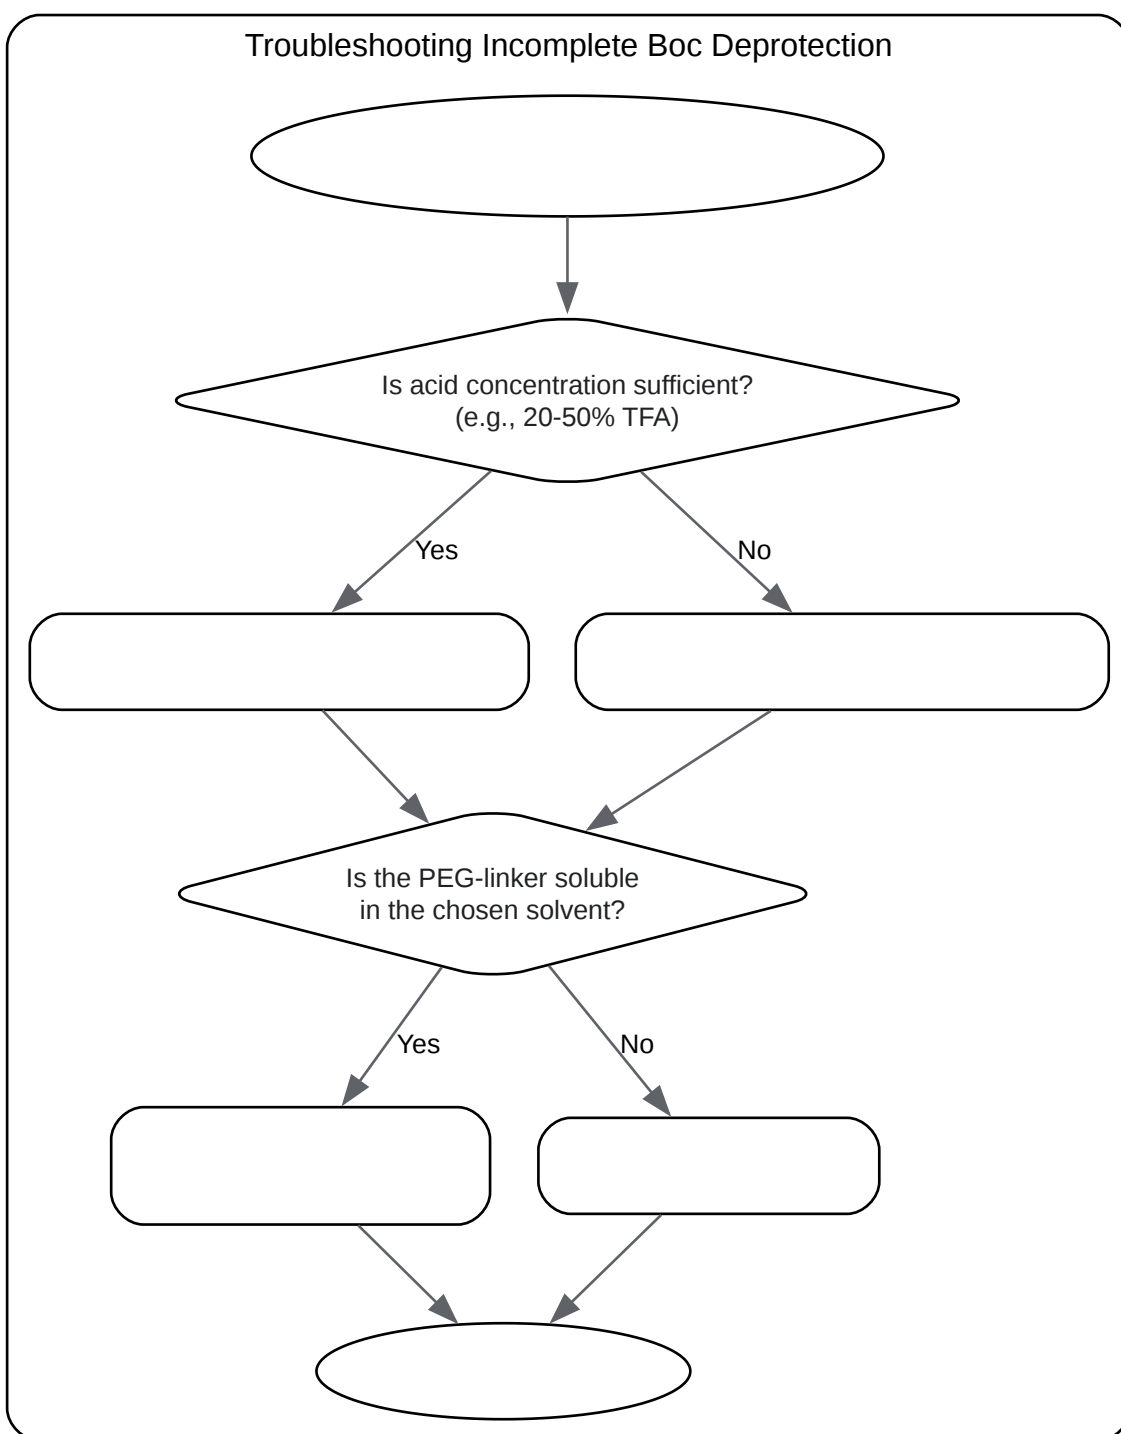 Troubleshooting Incomplete Boc Deprotection
Is acid concentration sufficient?
(e.g., 20-50% TFA)
Yes
No
Is the PEG-linker soluble
in the chosen solvent?
Yes
No